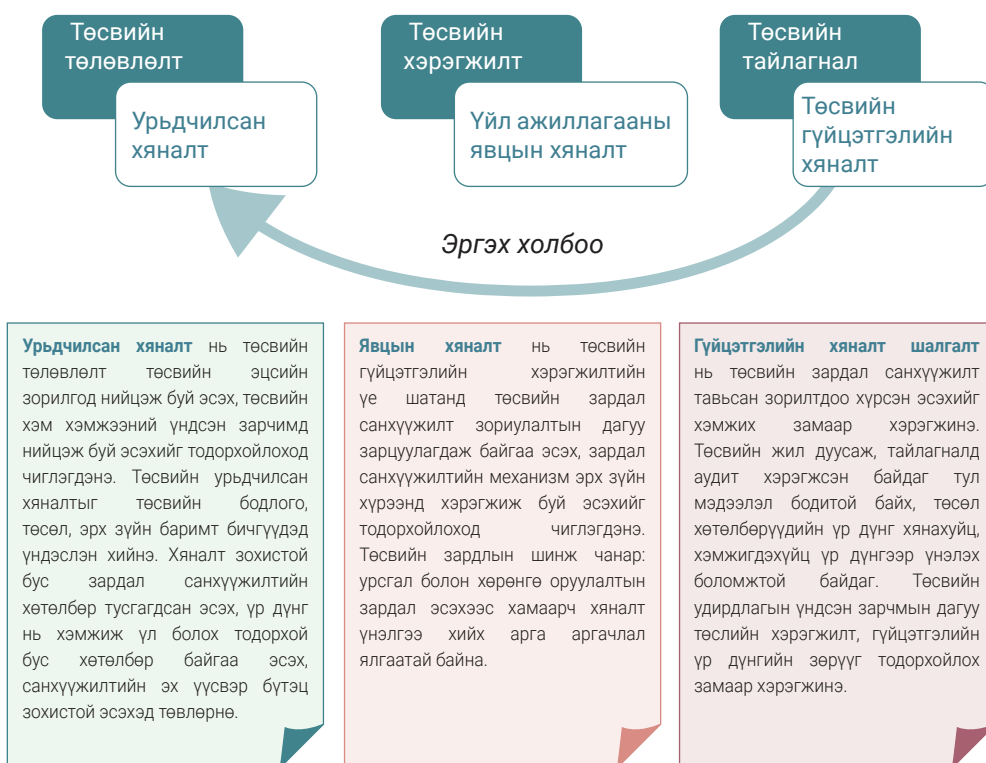 Төсвийн
төлөвлөлт
Урьдчилсан
хяналт
Төсвийн
хэрэгжилт
Үйл ажиллагааны
явцын хяналт
Төсвийн
тайлагнал
Төсвийн
гүйцэтгэлийн
хяналт
Эргэх холбоо
Урьдчилсан хяналт нь төсвийн
төлөвлөлт төсвийн эцсийн
зорилгод нийцэж буй эсэх, төсвийн
хэм хэмжээний үндсэн зарчимд
нийцэж буй эсэхийг тодорхойлоход
чиглэгдэнэ. Төсвийн урьдчилсан
хяналтыг төсвийн бодлого,
төсөл, эрх зүйн баримт бичгүүдэд
үндэслэн хийнэ. Хяналт зохистой
бус зардал санхүүжилтийн
хөтөлбөр тусгагдсан эсэх, үр дүнг
нь хэмжиж үл болох тодорхой
бус хөтөлбөр байгаа эсэх,
санхүүжилтийн эх үүсвэр бүтэц
зохистой эсэхэд төвлөрнө.
Явцын хяналт нь төсвийн
гүйцэтгэлийн хэрэгжилтийн
үе шатанд төсвийн зардал
санхүүжилт зориулалтын дагуу
зарцуулагдаж байгаа эсэх, зардал
санхүүжилтийн механизм эрх зүйн
хүрээнд хэрэгжиж буй эсэхийг
тодорхойлоход чиглэгдэнэ.
Төсвийн зардлын шинж чанар:
урсгал болон хөрөнгө оруулалтын
зардал эсэхээс хамаарч хяналт
үнэлгээ хийх арга аргачлал
ялгаатай байна.
Гүйцэтгэлийн хяналт шалгалт
нь төсвийн зардал санхүүжилт
тавьсан зорилтдоо хүрсэн эсэхийг
хэмжих замаар хэрэгжинэ.
Төсвийн жил дуусаж, тайлагналд
аудит хэрэгжсэн байдаг тул
мэдээлэл бодитой байх, төсөл
хөтөлбөрүүдийн үр дүнг хянахуйц,
хэмжигдэхүйц үр дүнгээр үнэлэх
боломжтой байдаг. Төсвийн
удирдлагын үндсэн зарчмын дагуу
төслийн хэрэгжилт, гүйцэтгэлийн
үр дүнгийн зөрүүг тодорхойлох
замаар хэрэгжинэ.